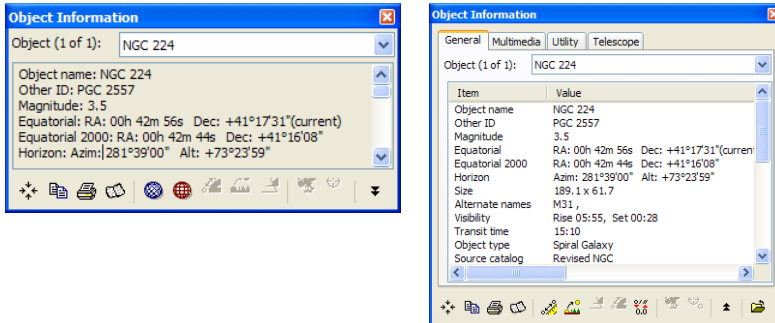 Object Information
Object (1 of 1): NGC 224
Object name: NGC 224
Other ID: PGC 2557
Magnitude: 3.5
Equatorial: RA: 00h 42m 56s Dec: +41°17'31"(current)
Equatorial 2000: RA: 00h 42m 44s Dec: +41°16'08"
Horizon: Azim: 281°39'00" Alt: +73°23'59"
Object Information
General Multimedia Utility Telescope
Object (1 of 1): NGC 224
Item Value
Object name NGC 224
Other ID PGC 2557
Magnitude 3.5
Equatorial RA: 00h 42m 56s Dec: +41°17'31"(curren
Equatorial 2000 RA: 00h 42m 44s Dec: +41°16'08"
Horizon Azim: 281°39'00" Alt: +73°23'59"
Size 189.1 x 61.7
Alternate names M31 ,
Visibility Rise 05:55, Set 00:28
Transit time 15:10
Object type Spiral Galaxy
Source catalog Revised NGC